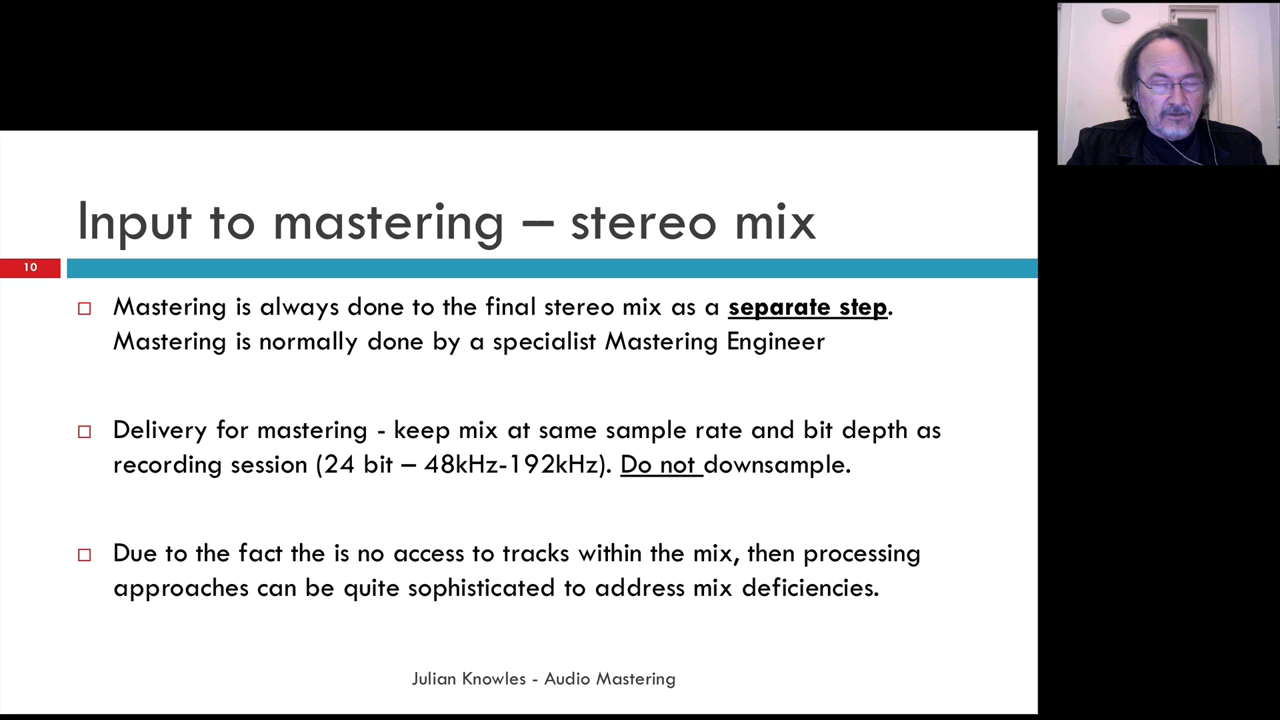 Input to mastering – stereo mix
10
Mastering is always done to the final stereo mix as a separate step.
Mastering is normally done by a specialist Mastering Engineer
Delivery for mastering - keep mix at same sample rate and bit depth as
recording session (24 bit – 48kHz-192kHz). Do not downsample.
Due to the fact the is no access to tracks within the mix, then processing
approaches can be quite sophisticated to address mix deficiencies.
Julian Knowles - Audio Mastering